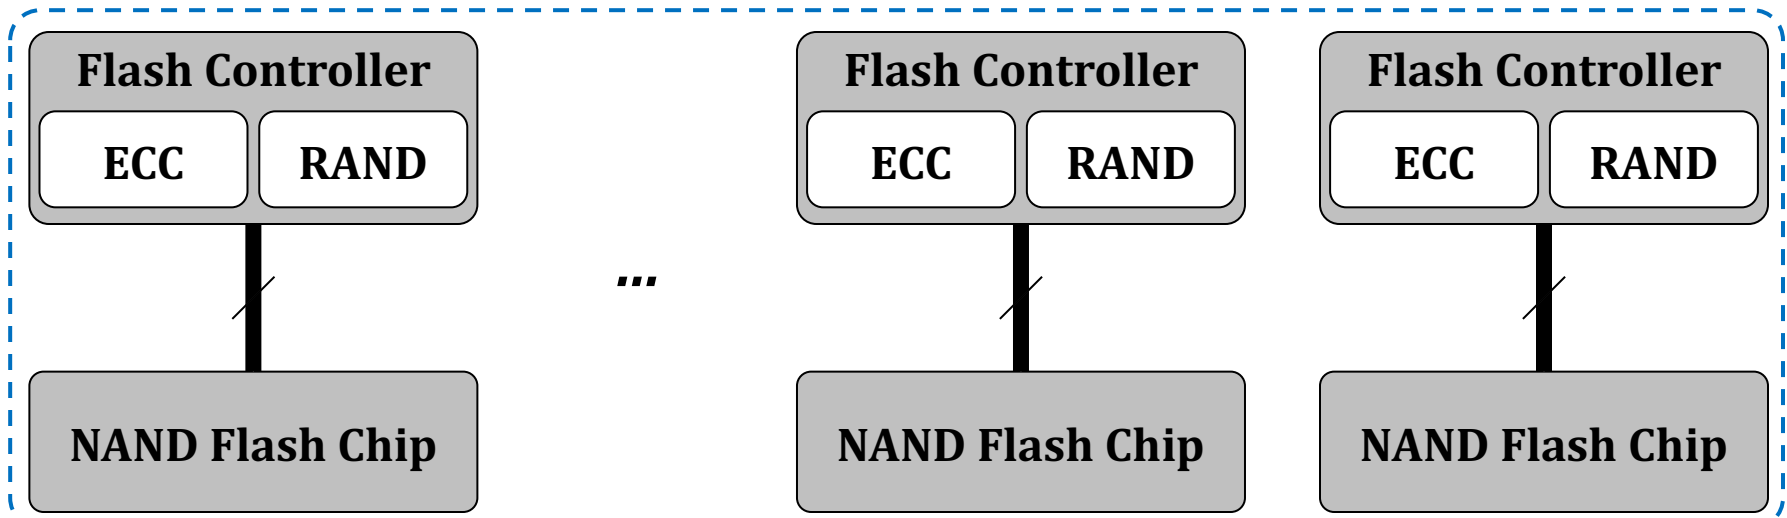 Flash Controller
ECC RAND
NAND Flash Chip
...
Flash Controller
ECC RAND
NAND Flash Chip
Flash Controller
ECC RAND
NAND Flash Chip